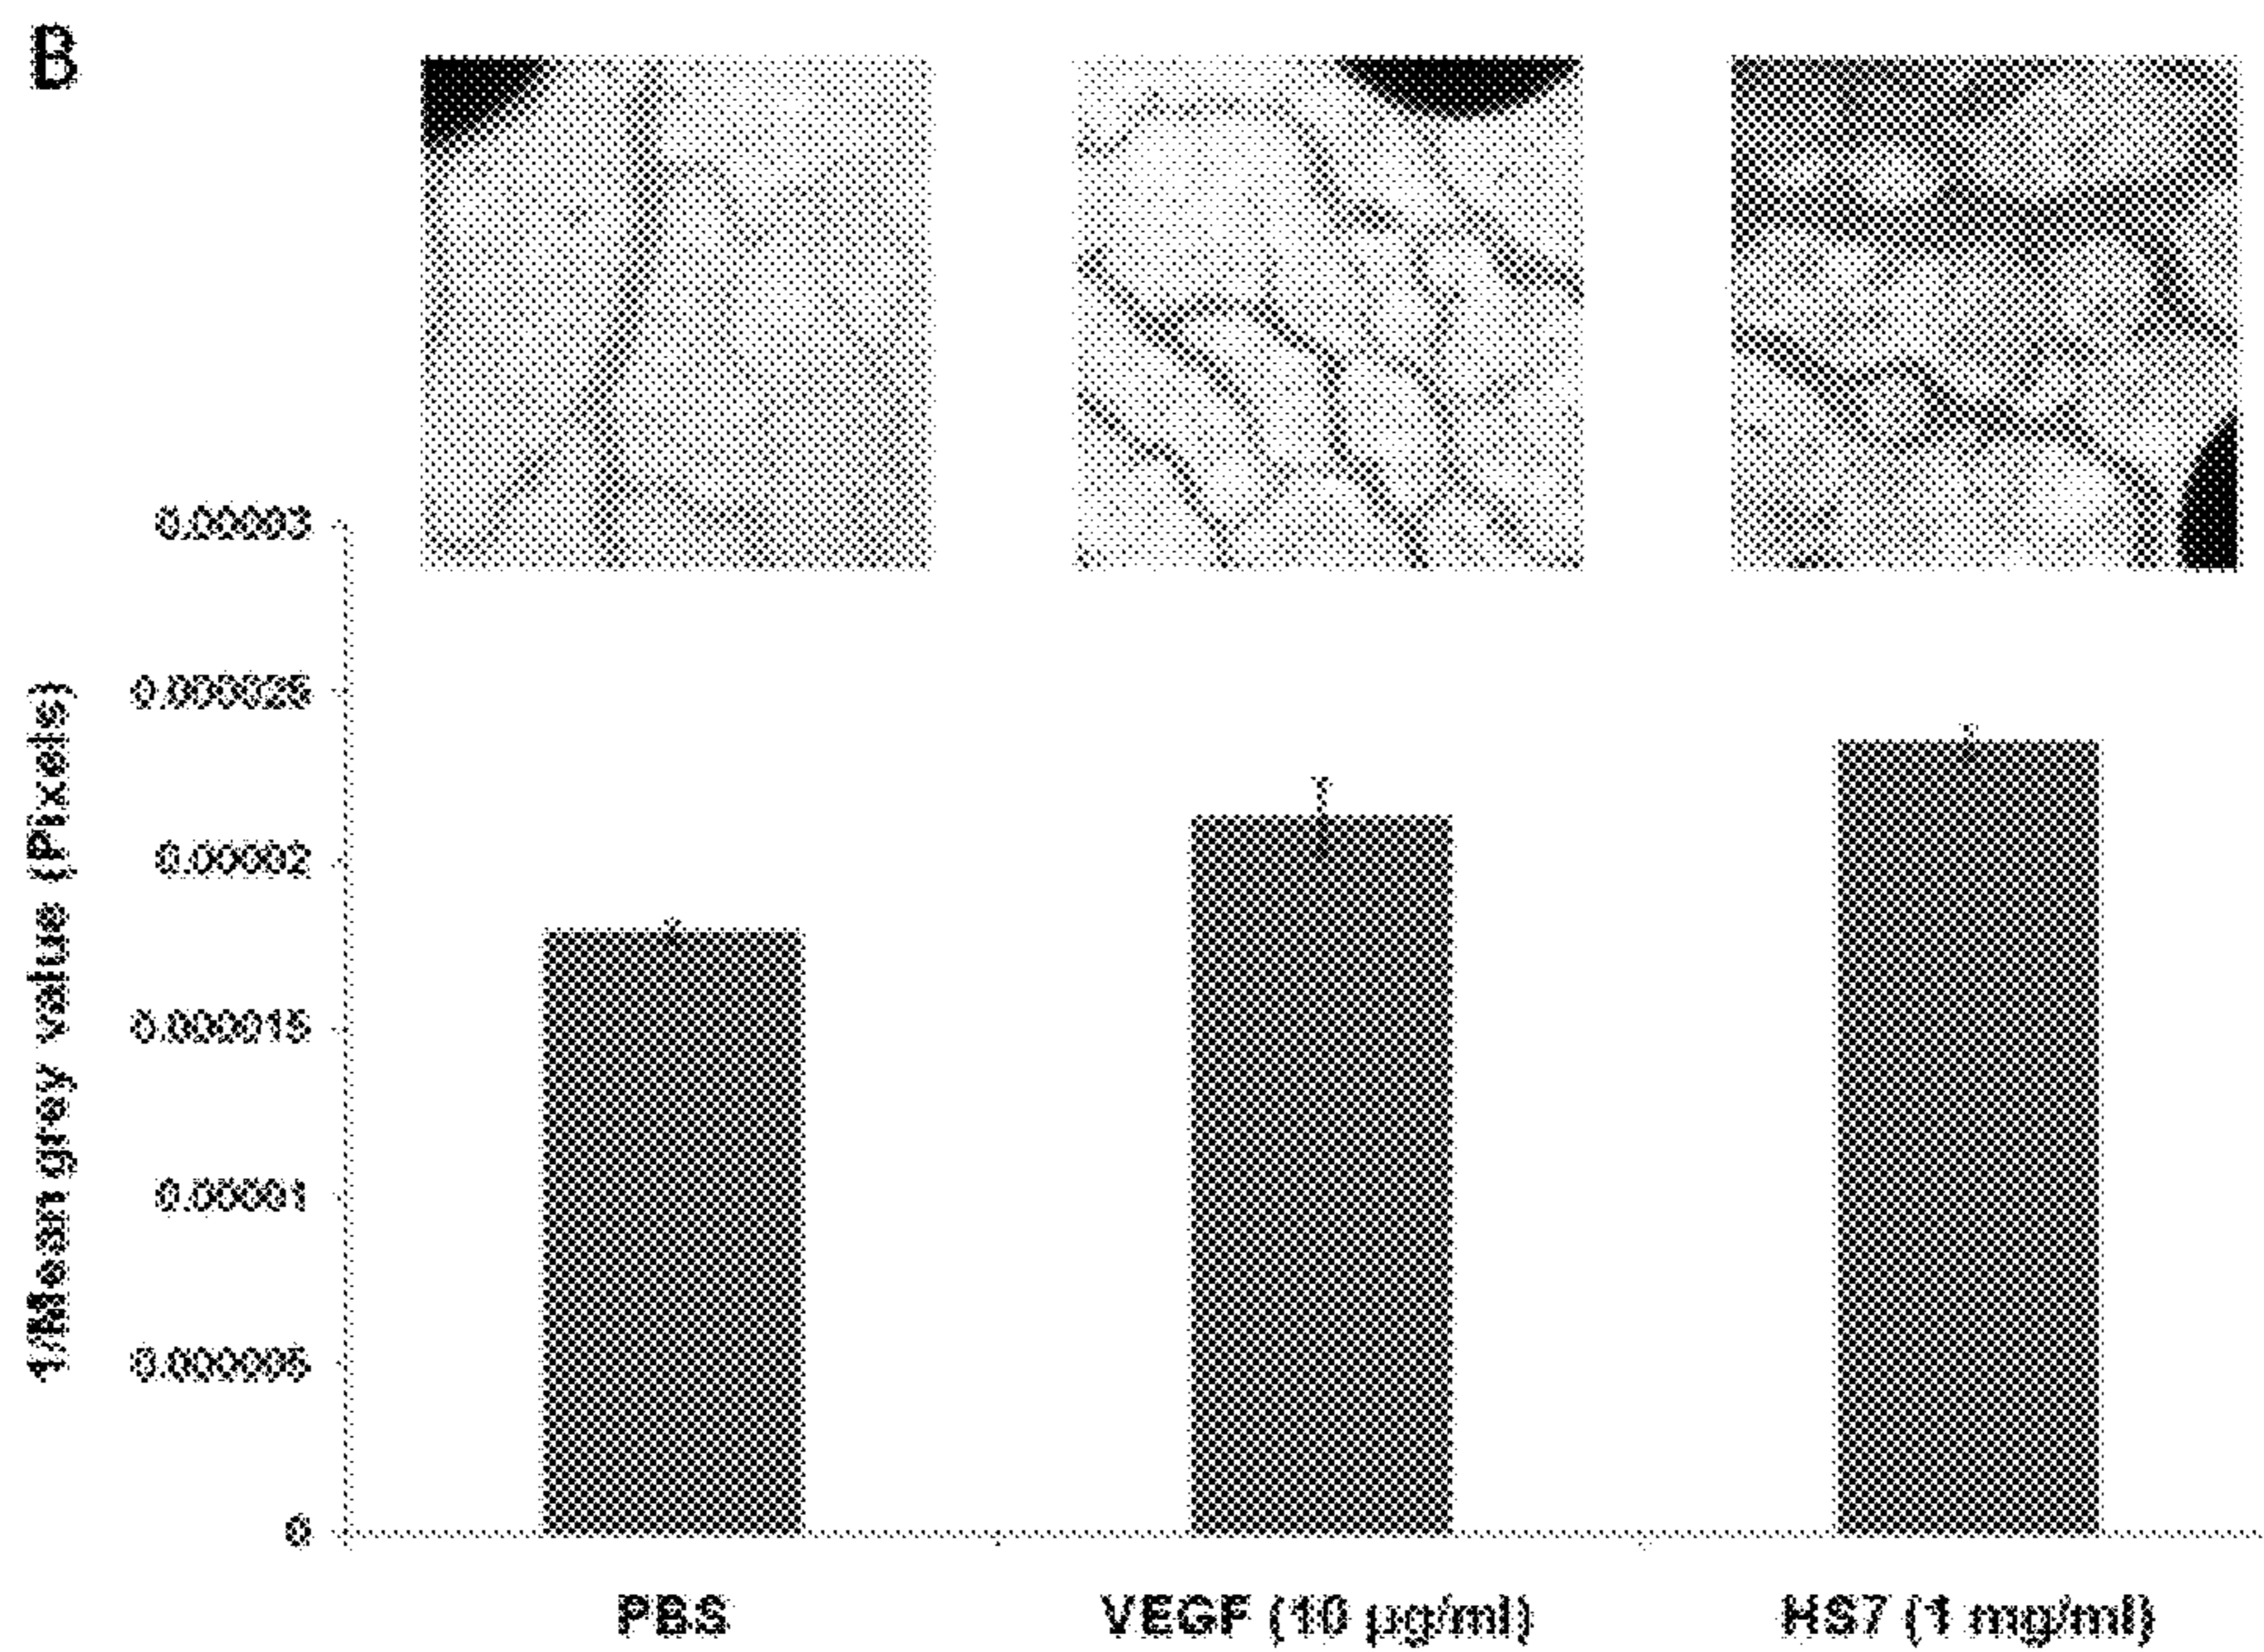 B
0.00003
0.000025
0.00002
0.000015
0.00001
0.000005
0
1/Mean grey value (Pixels)
PBS
VEGF (10 µg/ml)
HS7 (1 mg/ml)